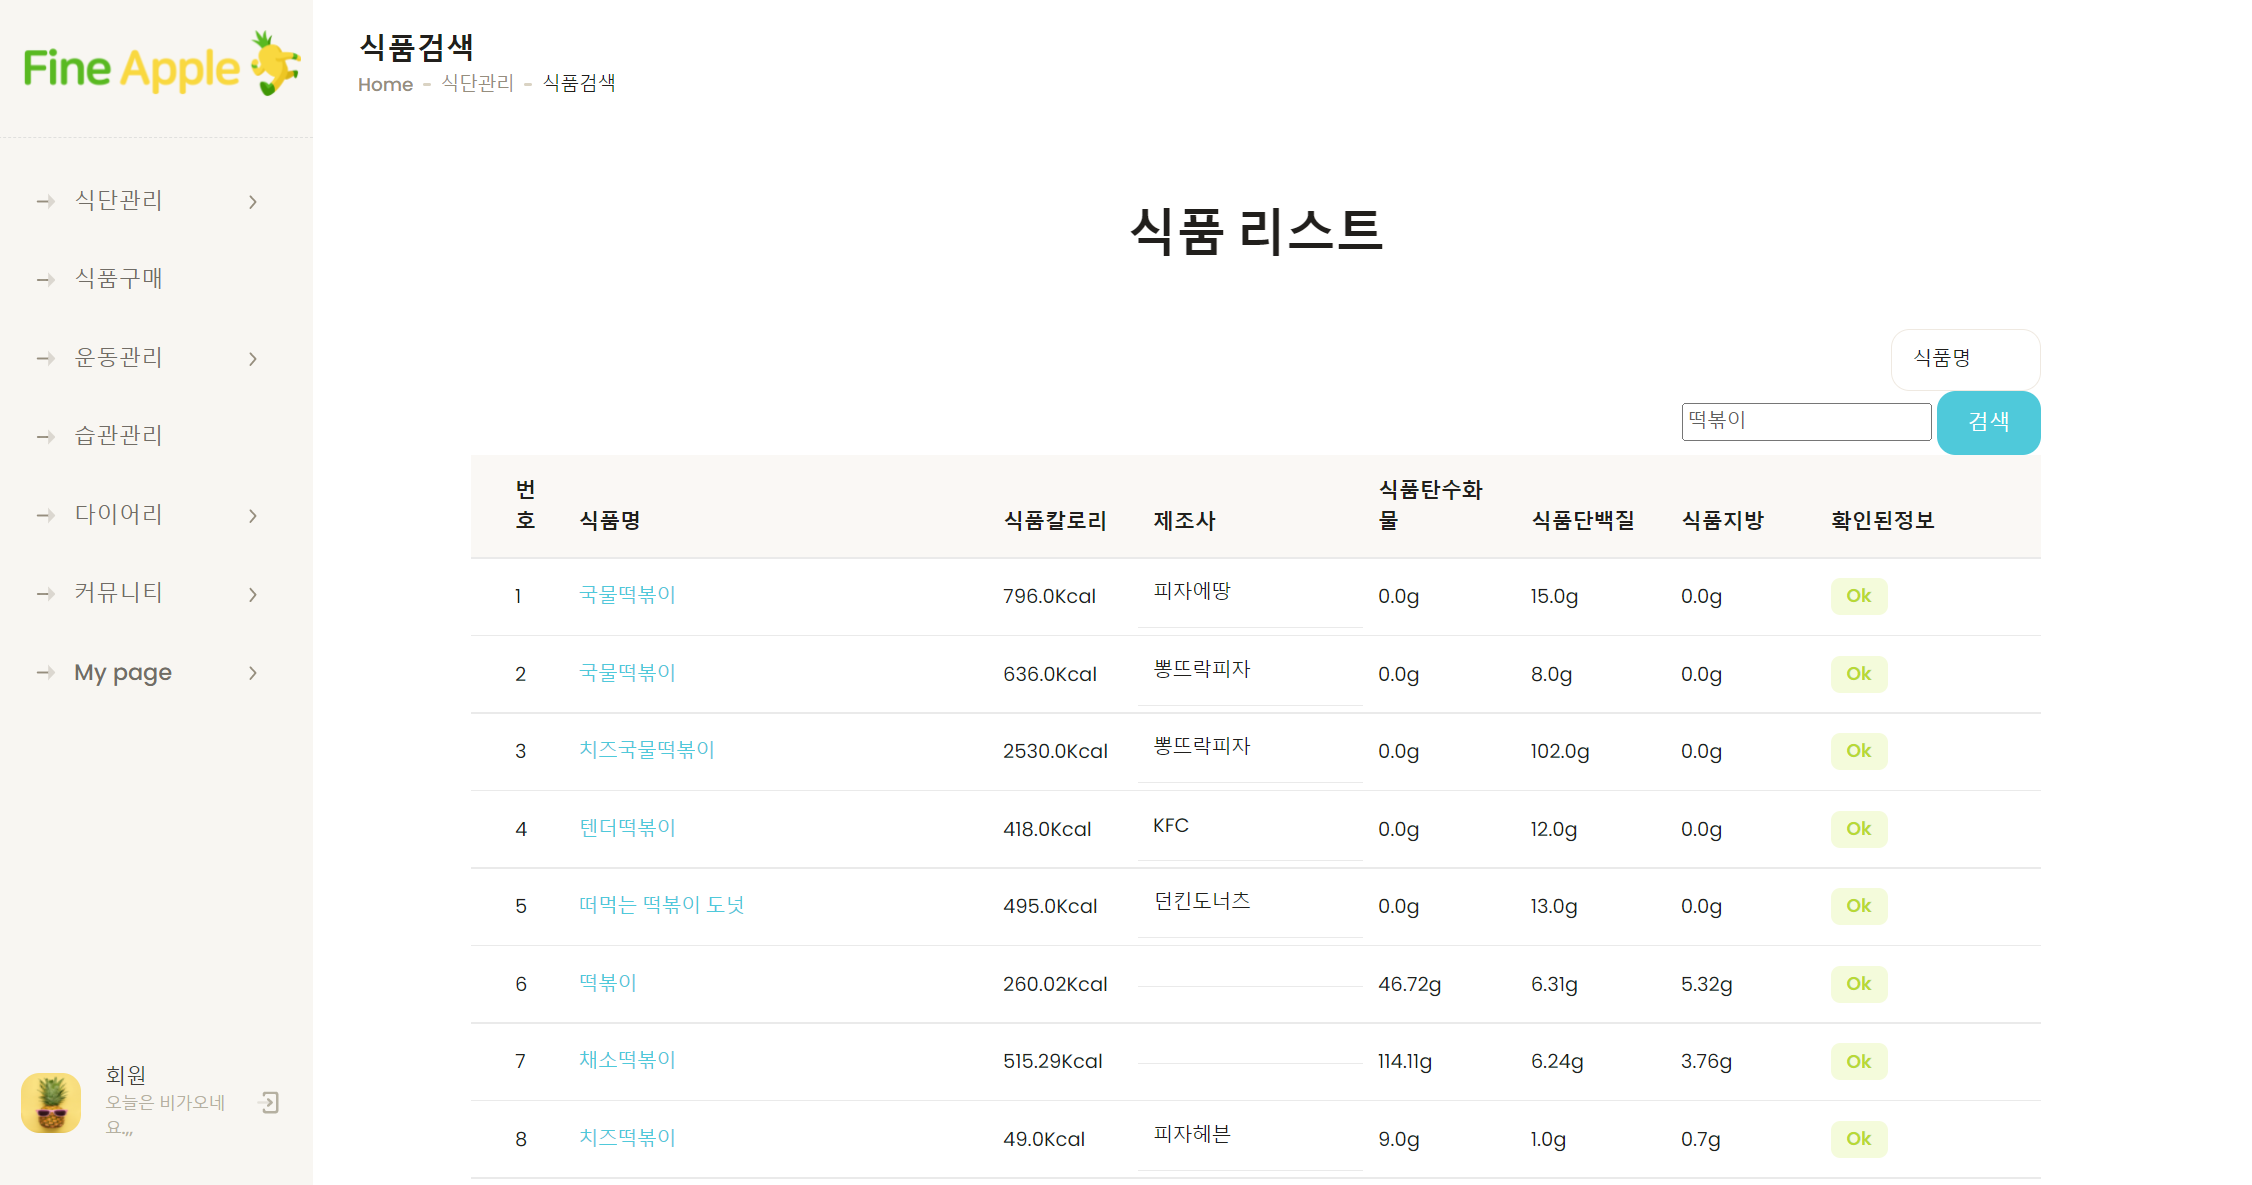 Fine Apple
식단관리
식품구매
운동관리
습관관리
다이어리
커뮤니티
My page
회원
오늘은 비가오네
요.,,
식품검색
Home - 식단관리 - 식품검색
식품 리스트
식품명
떡볶이 검색
번호 식품명 식품칼로리 제조사 식품탄수화물 식품단백질 식품지방 확인된정보
1 국물떡볶이 796.0Kcal 피자에땅 0.0g 15.0g 0.0g Ok
2 국물떡볶이 636.0Kcal 뽕뜨락피자 0.0g 8.0g 0.0g Ok
3 치즈국물떡볶이 2530.0Kcal 뽕뜨락피자 0.0g 102.0g 0.0g Ok
4 텐더떡볶이 418.0Kcal KFC 0.0g 12.0g 0.0g Ok
5 떠먹는 떡볶이 도넛 495.0Kcal 던킨도너츠 0.0g 13.0g 0.0g Ok
6 떡볶이 260.02Kcal 46.72g 6.31g 5.32g Ok
7 채소떡볶이 515.29Kcal 114.11g 6.24g 3.76g Ok
8 치즈떡볶이 49.0Kcal 피자헤븐 9.0g 1.0g 0.7g Ok